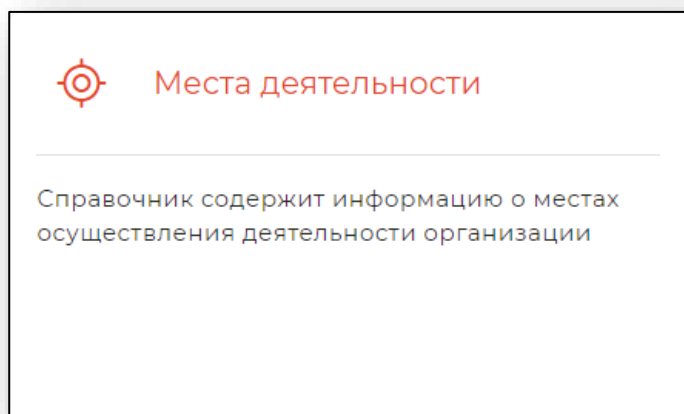 Места деятельности
Справочник содержит информацию о местах
осуществления деятельности организации